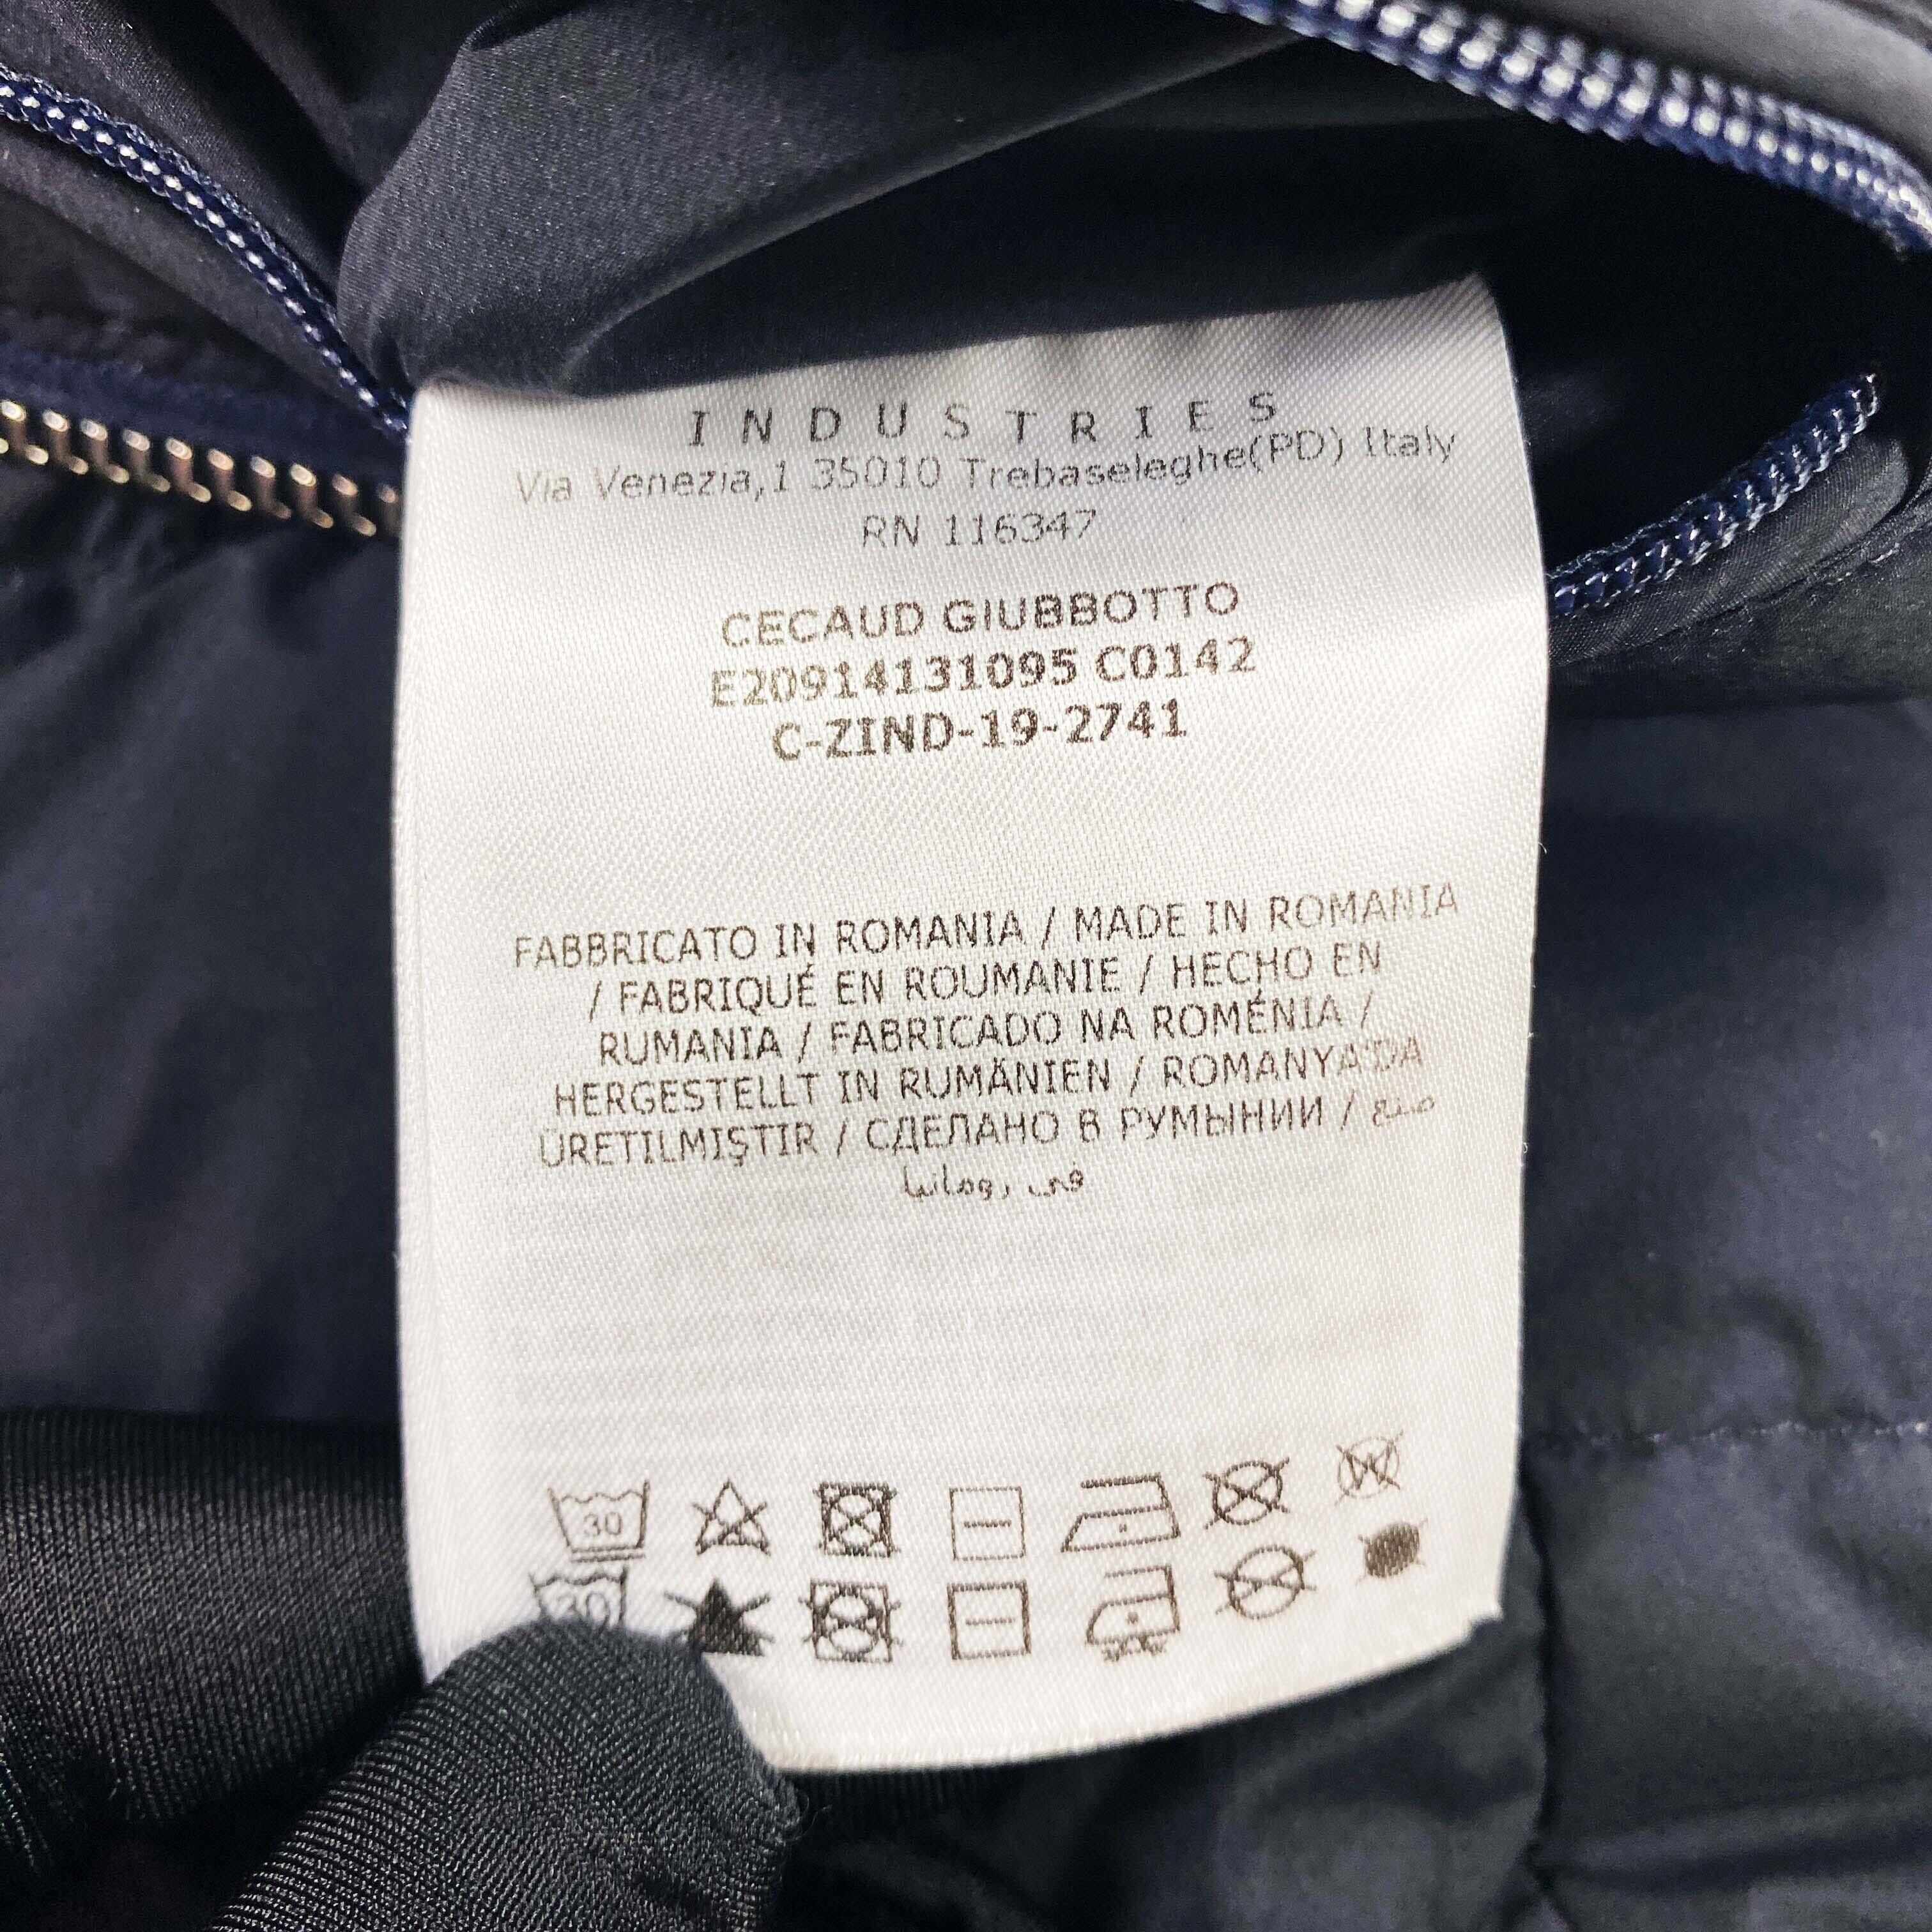 INDUSTRIES
Via Venezia,1 35010 Trebaseleghe(PD) Italy
RN 116347
CECAUD GIUBBOTTO
E20914131095 C0142
C-ZIND-19-2741
FABBRICATO IN ROMANIA / MADE IN ROMANIA
/ FABRIQUÉ EN ROUMANIE / HECHO EN
RUMANIA / FABRICADO NA ROMÉNIA /
HERGESTELLT IN RUMÄNIEN / ROMANYA'DA
ÜRETILMIŞTIR / СДЕЛАНО В РУМЫНИИ / صنع
في رومانيا
30 W
30